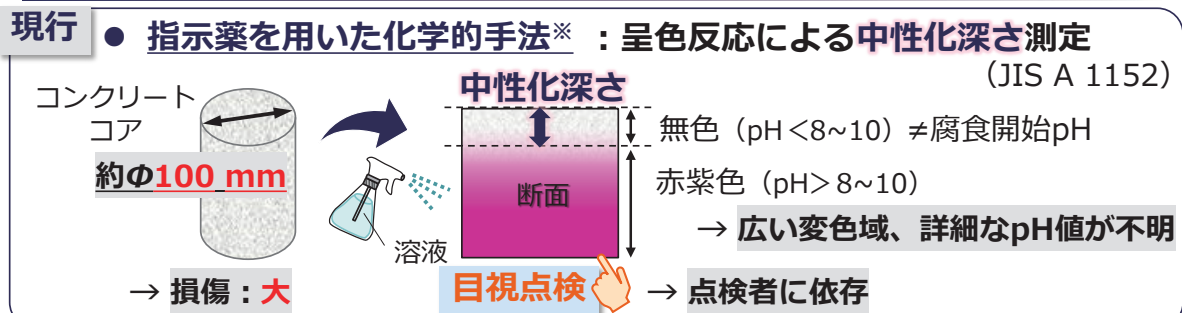 現行
● 指示薬を用いた化学的手法※ ：呈色反応による中性化深さ測定
（JIS A 1152）
コンクリート
コア
約Φ100 mm
→ 損傷：大
溶液
中性化深さ
断面
目視点検
無色（pH＜8~10）≠腐食開始pH
赤紫色（pH＞8~10）
→ 広い変色域、詳細なpH値が不明
→ 点検者に依存